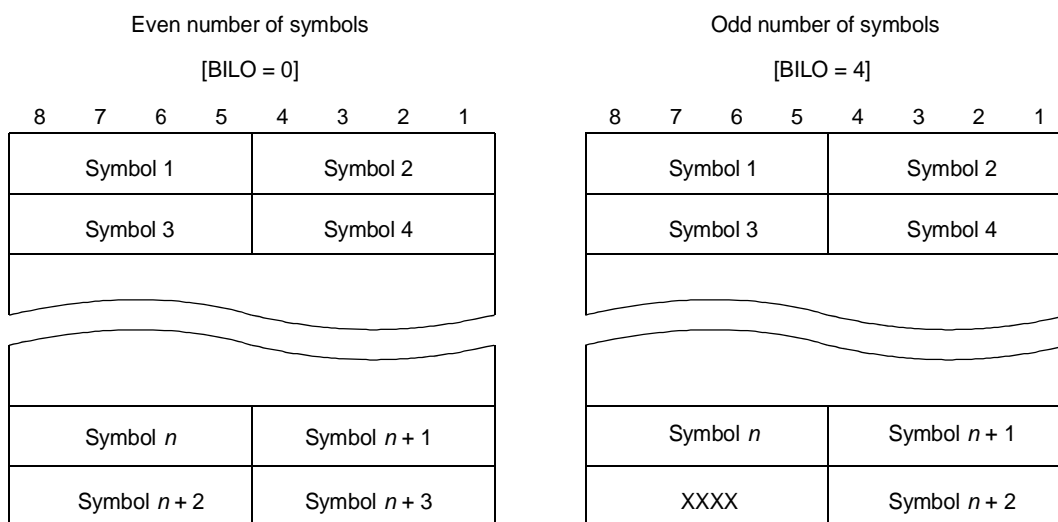 Even number of symbols
[BILO = 0]
8 7 6 5 4 3 2 1
Symbol 1 Symbol 2
Symbol 3 Symbol 4
Symbol n Symbol n + 1
Symbol n + 2 Symbol n + 3
Odd number of symbols
[BILO = 4]
8 7 6 5 4 3 2 1
Symbol 1 Symbol 2
Symbol 3 Symbol 4
Symbol n Symbol n + 1
XXXX Symbol n + 2